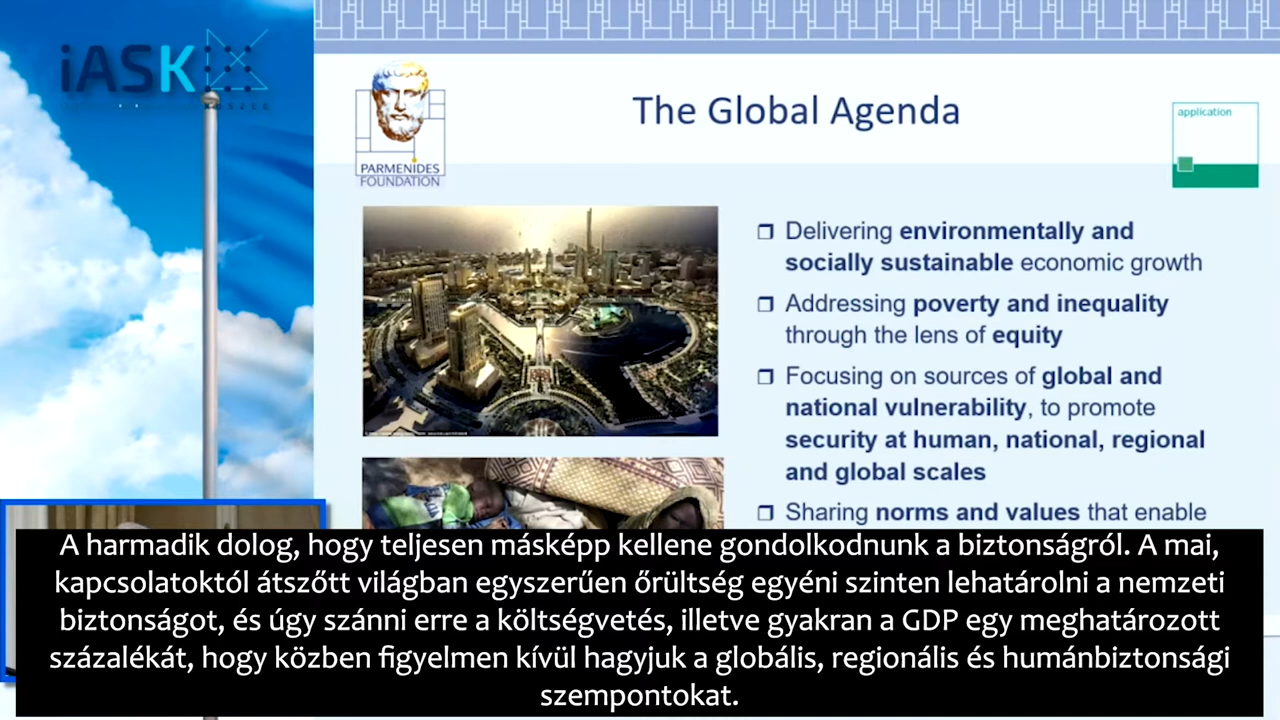 iASK
KOSZEG
The Global Agenda
PARMENIDES
FOUNDATION
application
❒ Delivering environmentally and
socially sustainable economic growth
❒ Addressing poverty and inequality
through the lens of equity
❒ Focusing on sources of global and
national vulnerability, to promote
security at human, national, regional
and global scales
❒ Sharing norms and values that enable
A harmadik dolog, hogy teljesen másképp kellene gondolkodnunk a biztonságról. A mai,
kapcsolatoktól átszőtt világban egyszerűen őrültség egyéni szinten lehatárolni a nemzeti
biztonságot, és úgy szánni erre a költségvetés, illetve gyakran a GDP egy meghatározott
százalékát, hogy közben figyelmen kívül hagyjuk a globális, regionális és humánbiztonsági
szempontokat.